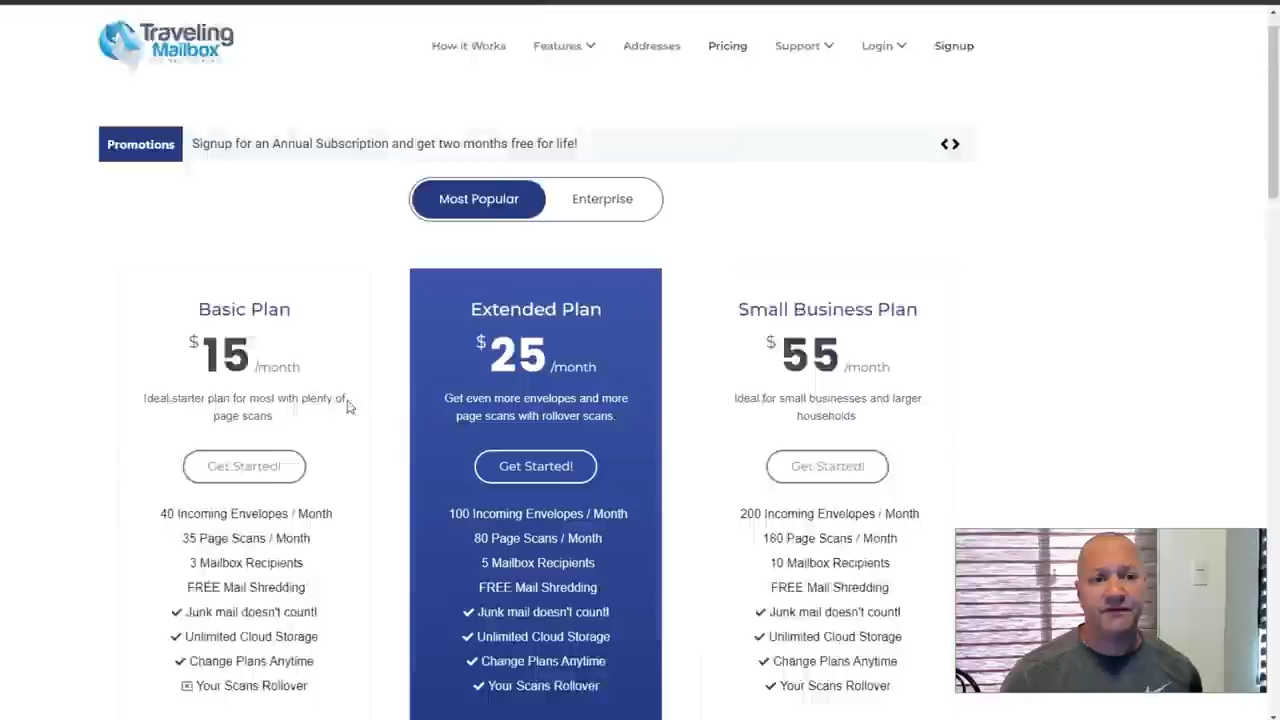 Traveling
Mailbox
How it Works Features Addresses Pricing Support Login Signup
Promotions Signup for an Annual Subscription and get two months free for life!
Most Popular Enterprise
Basic Plan
$15 /month
Ideal starter plan for most with plenty of
page scans
Get Started!
40 Incoming Envelopes / Month
35 Page Scans / Month
3 Mailbox Recipients
FREE Mail Shredding
Junk mail doesn't count!
Unlimited Cloud Storage
Change Plans Anytime
Your Scans Rollover
Extended Plan
$25 /month
Get even more envelopes and more
page scans with rollover scans.
Get Started!
100 Incoming Envelopes / Month
80 Page Scans / Month
5 Mailbox Recipients
FREE Mail Shredding
Junk mail doesn't count!
Unlimited Cloud Storage
Change Plans Anytime
Your Scans Rollover
Small Business Plan
$55 /month
Ideal for small businesses and larger
households
Get Started!
200 Incoming Envelopes / Month
180 Page Scans / Month
10 Mailbox Recipients
FREE Mail Shredding
Junk mail doesn't count!
Unlimited Cloud Storage
Change Plans Anytime
Your Scans Rollover